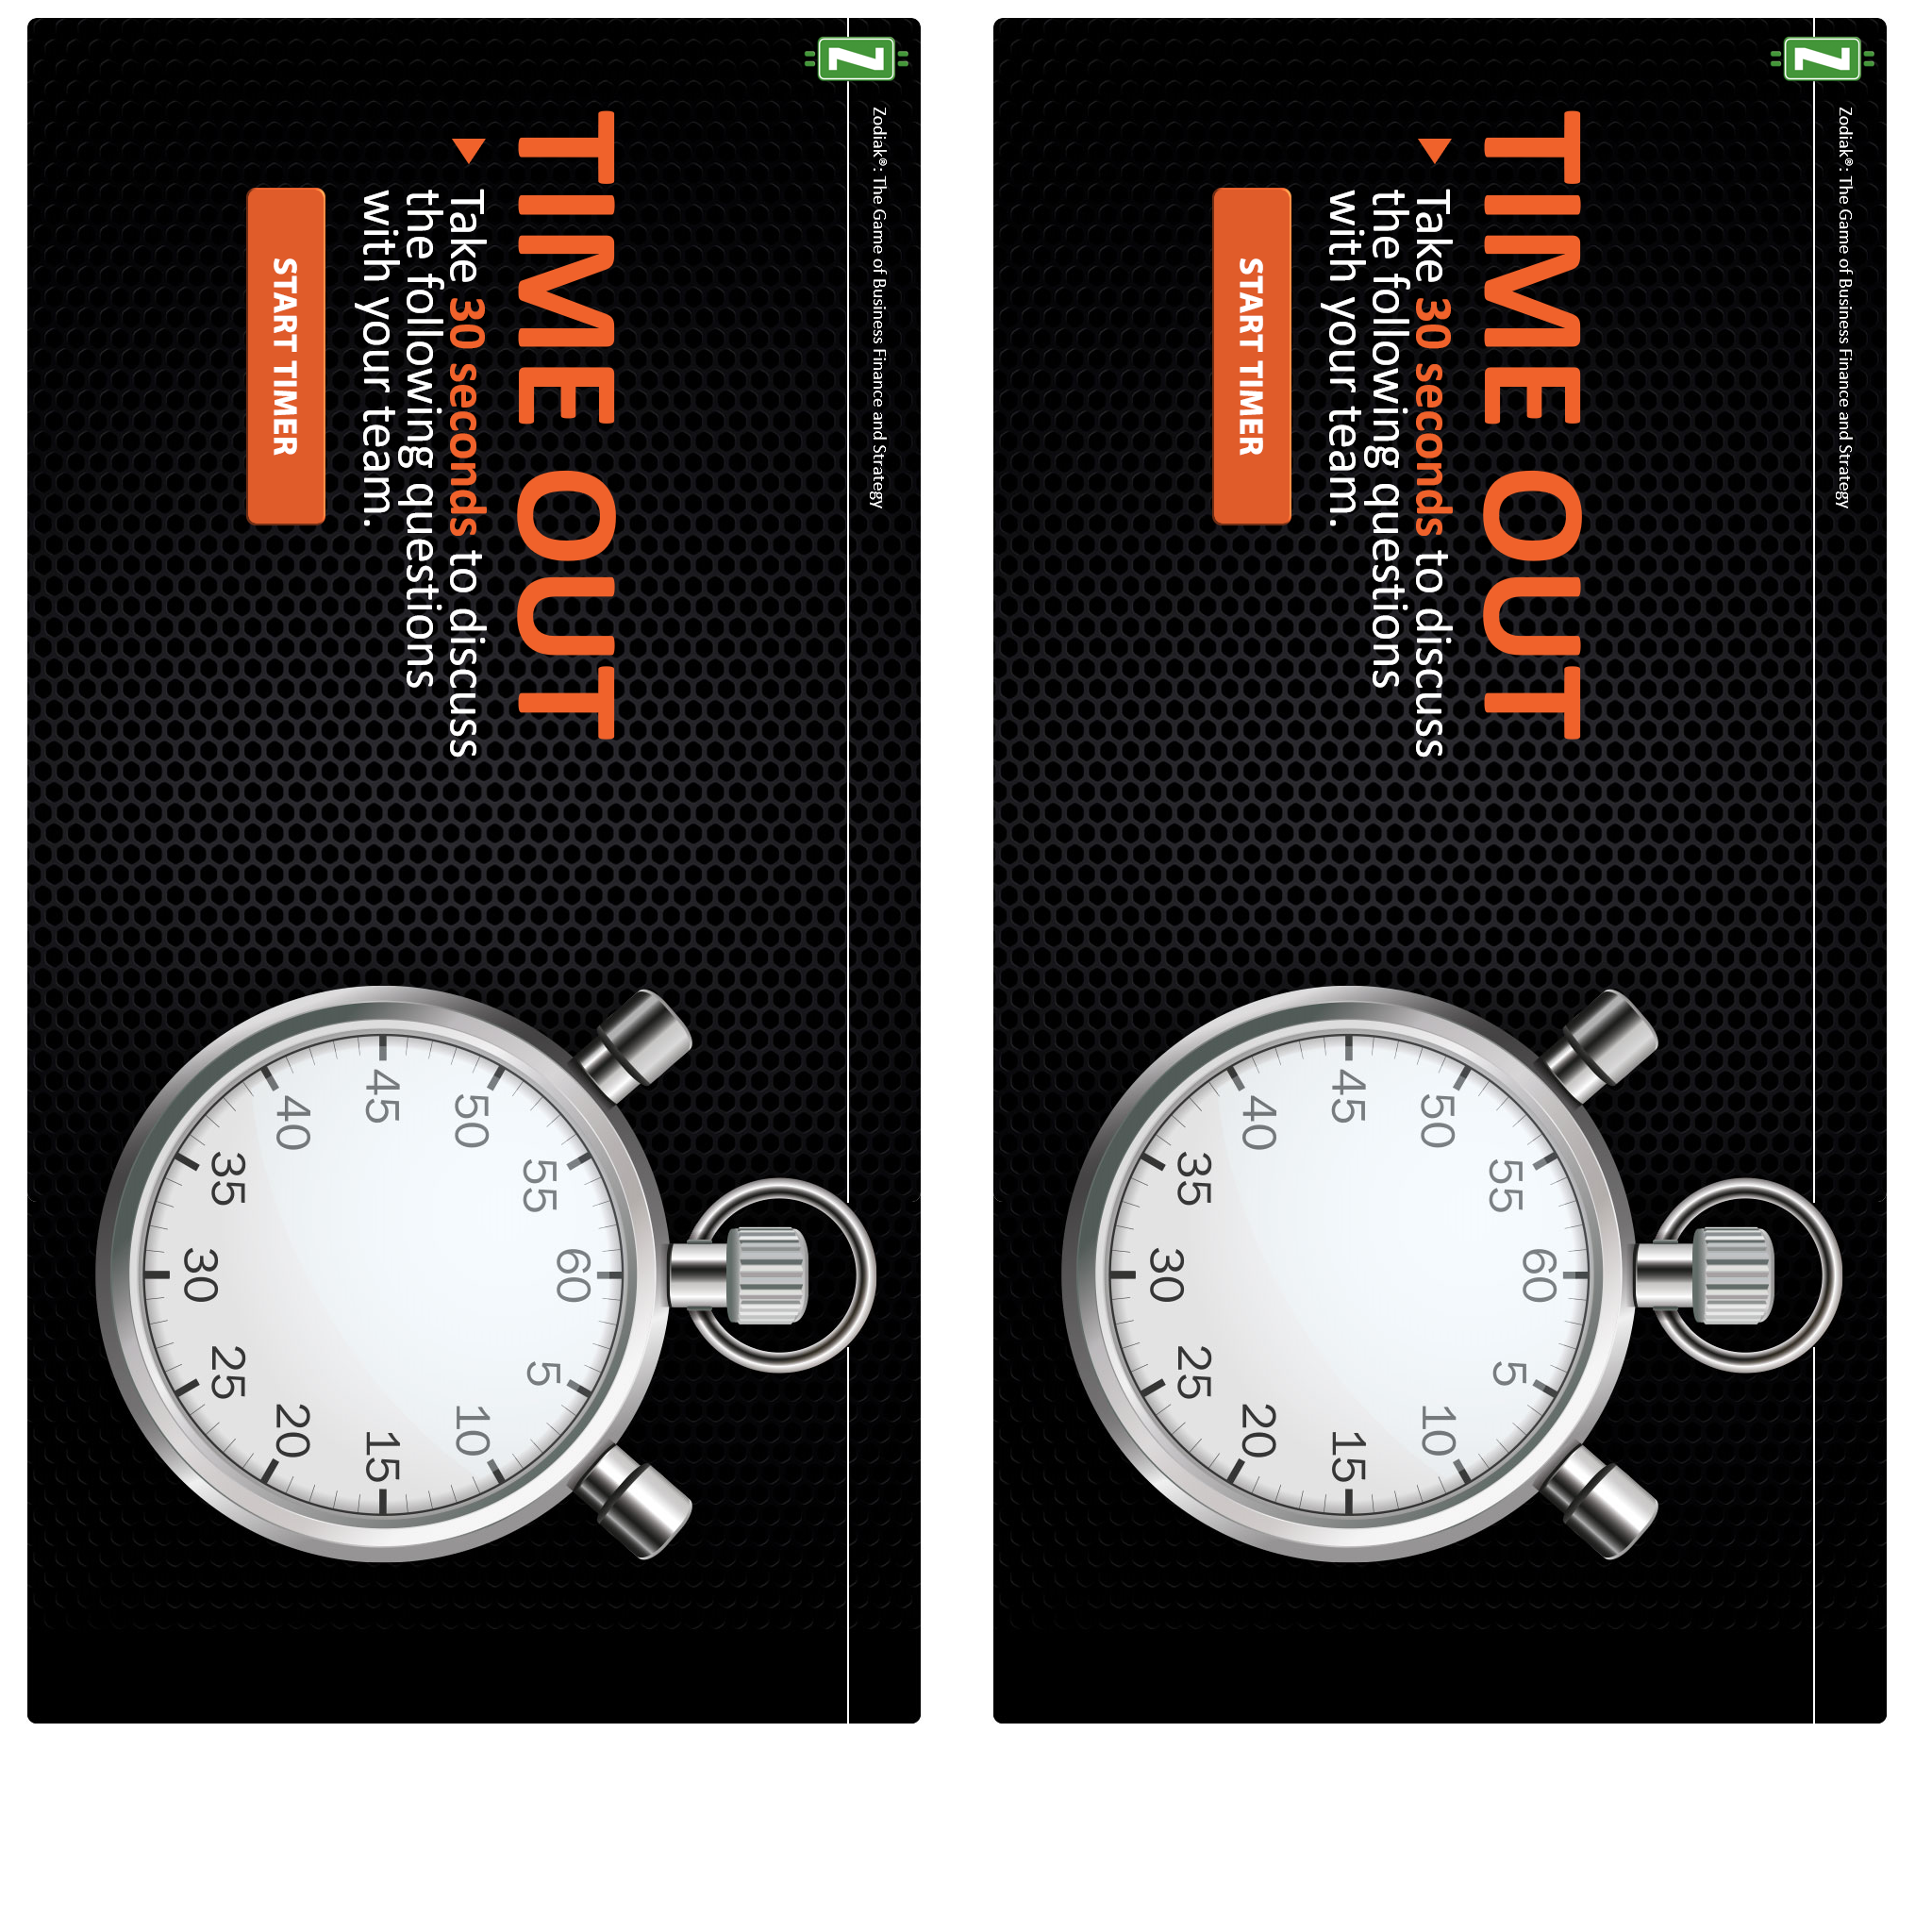 Z
Zodiak®: The Game of Business Finance and Strategy
TIME OUT
Take 30 seconds to discuss
the following questions
with your team.
START TIMER
60
5
10
15
20
25
30
35
40
45
50
55
Z
Zodiak®: The Game of Business Finance and Strategy
TIME OUT
Take 30 seconds to discuss
the following questions
with your team.
START TIMER
60
5
10
15
20
25
30
35
40
45
50
55